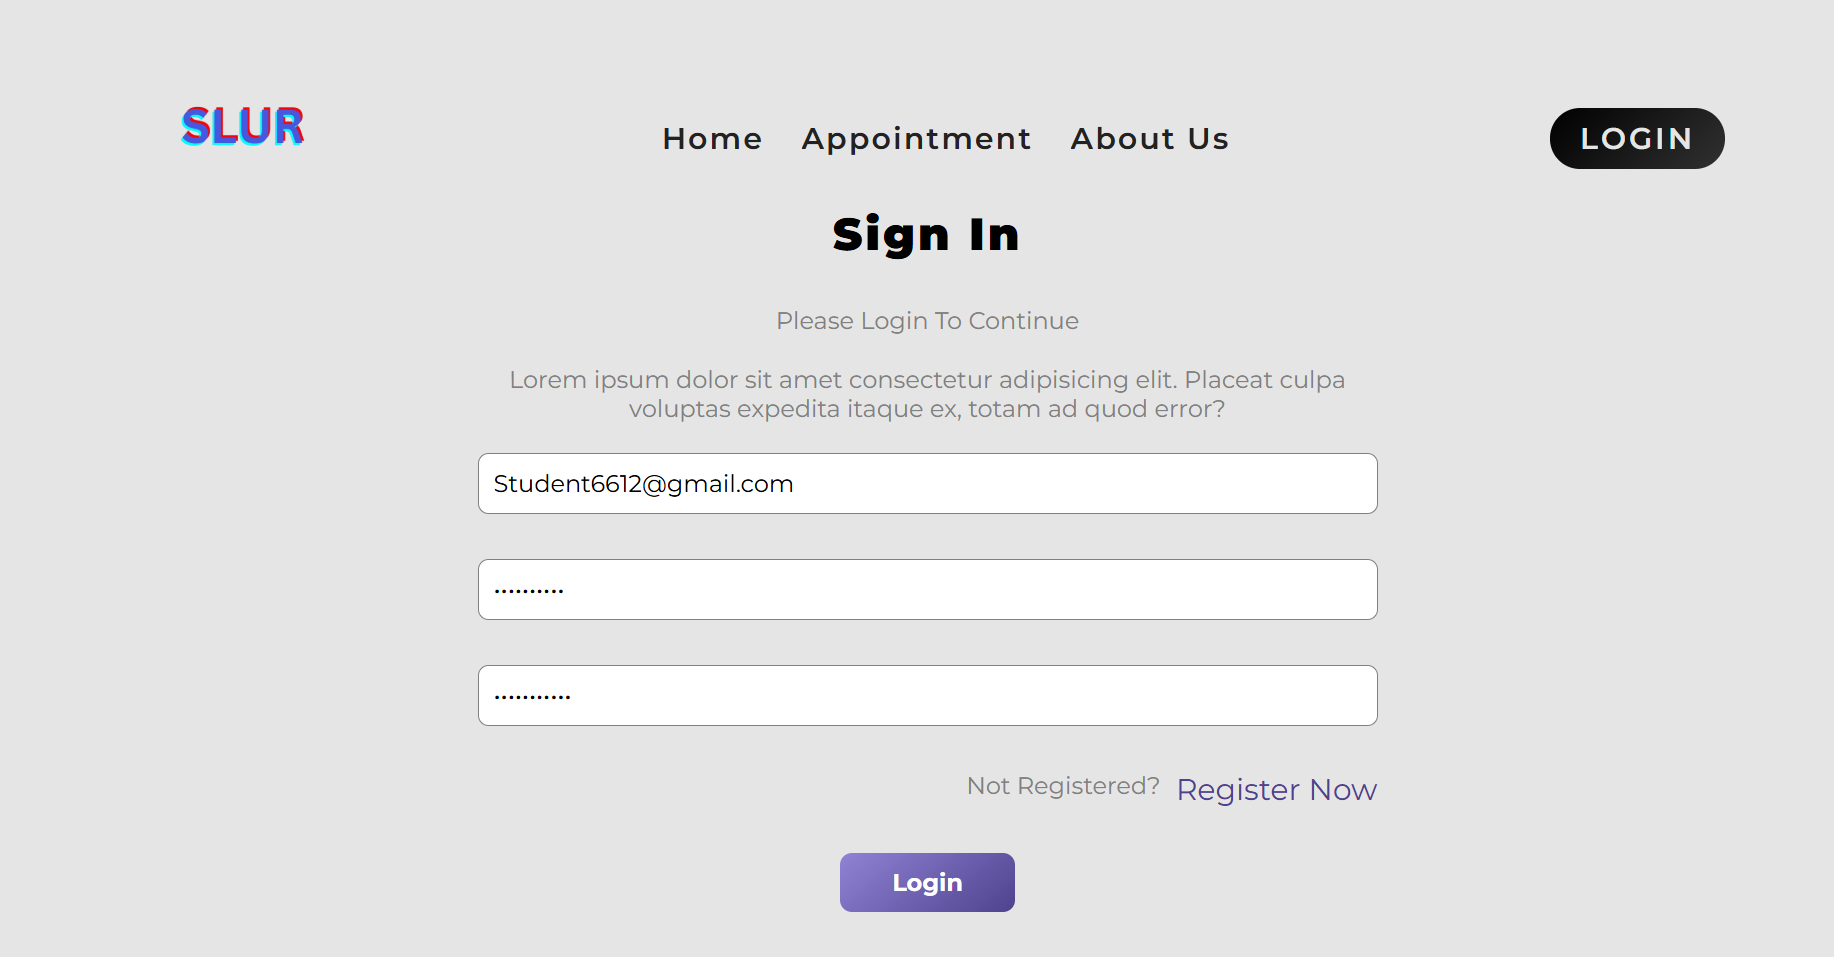 SLUR
Home Appointment About Us
LOGIN
Sign In
Please Login To Continue
Lorem ipsum dolor sit amet consectetur adipisicing elit. Placeat culpa
voluptas expedita itaque ex, totam ad quod error?
Student6612@gmail.com
··········
···········
Not Registered? Register Now
Login